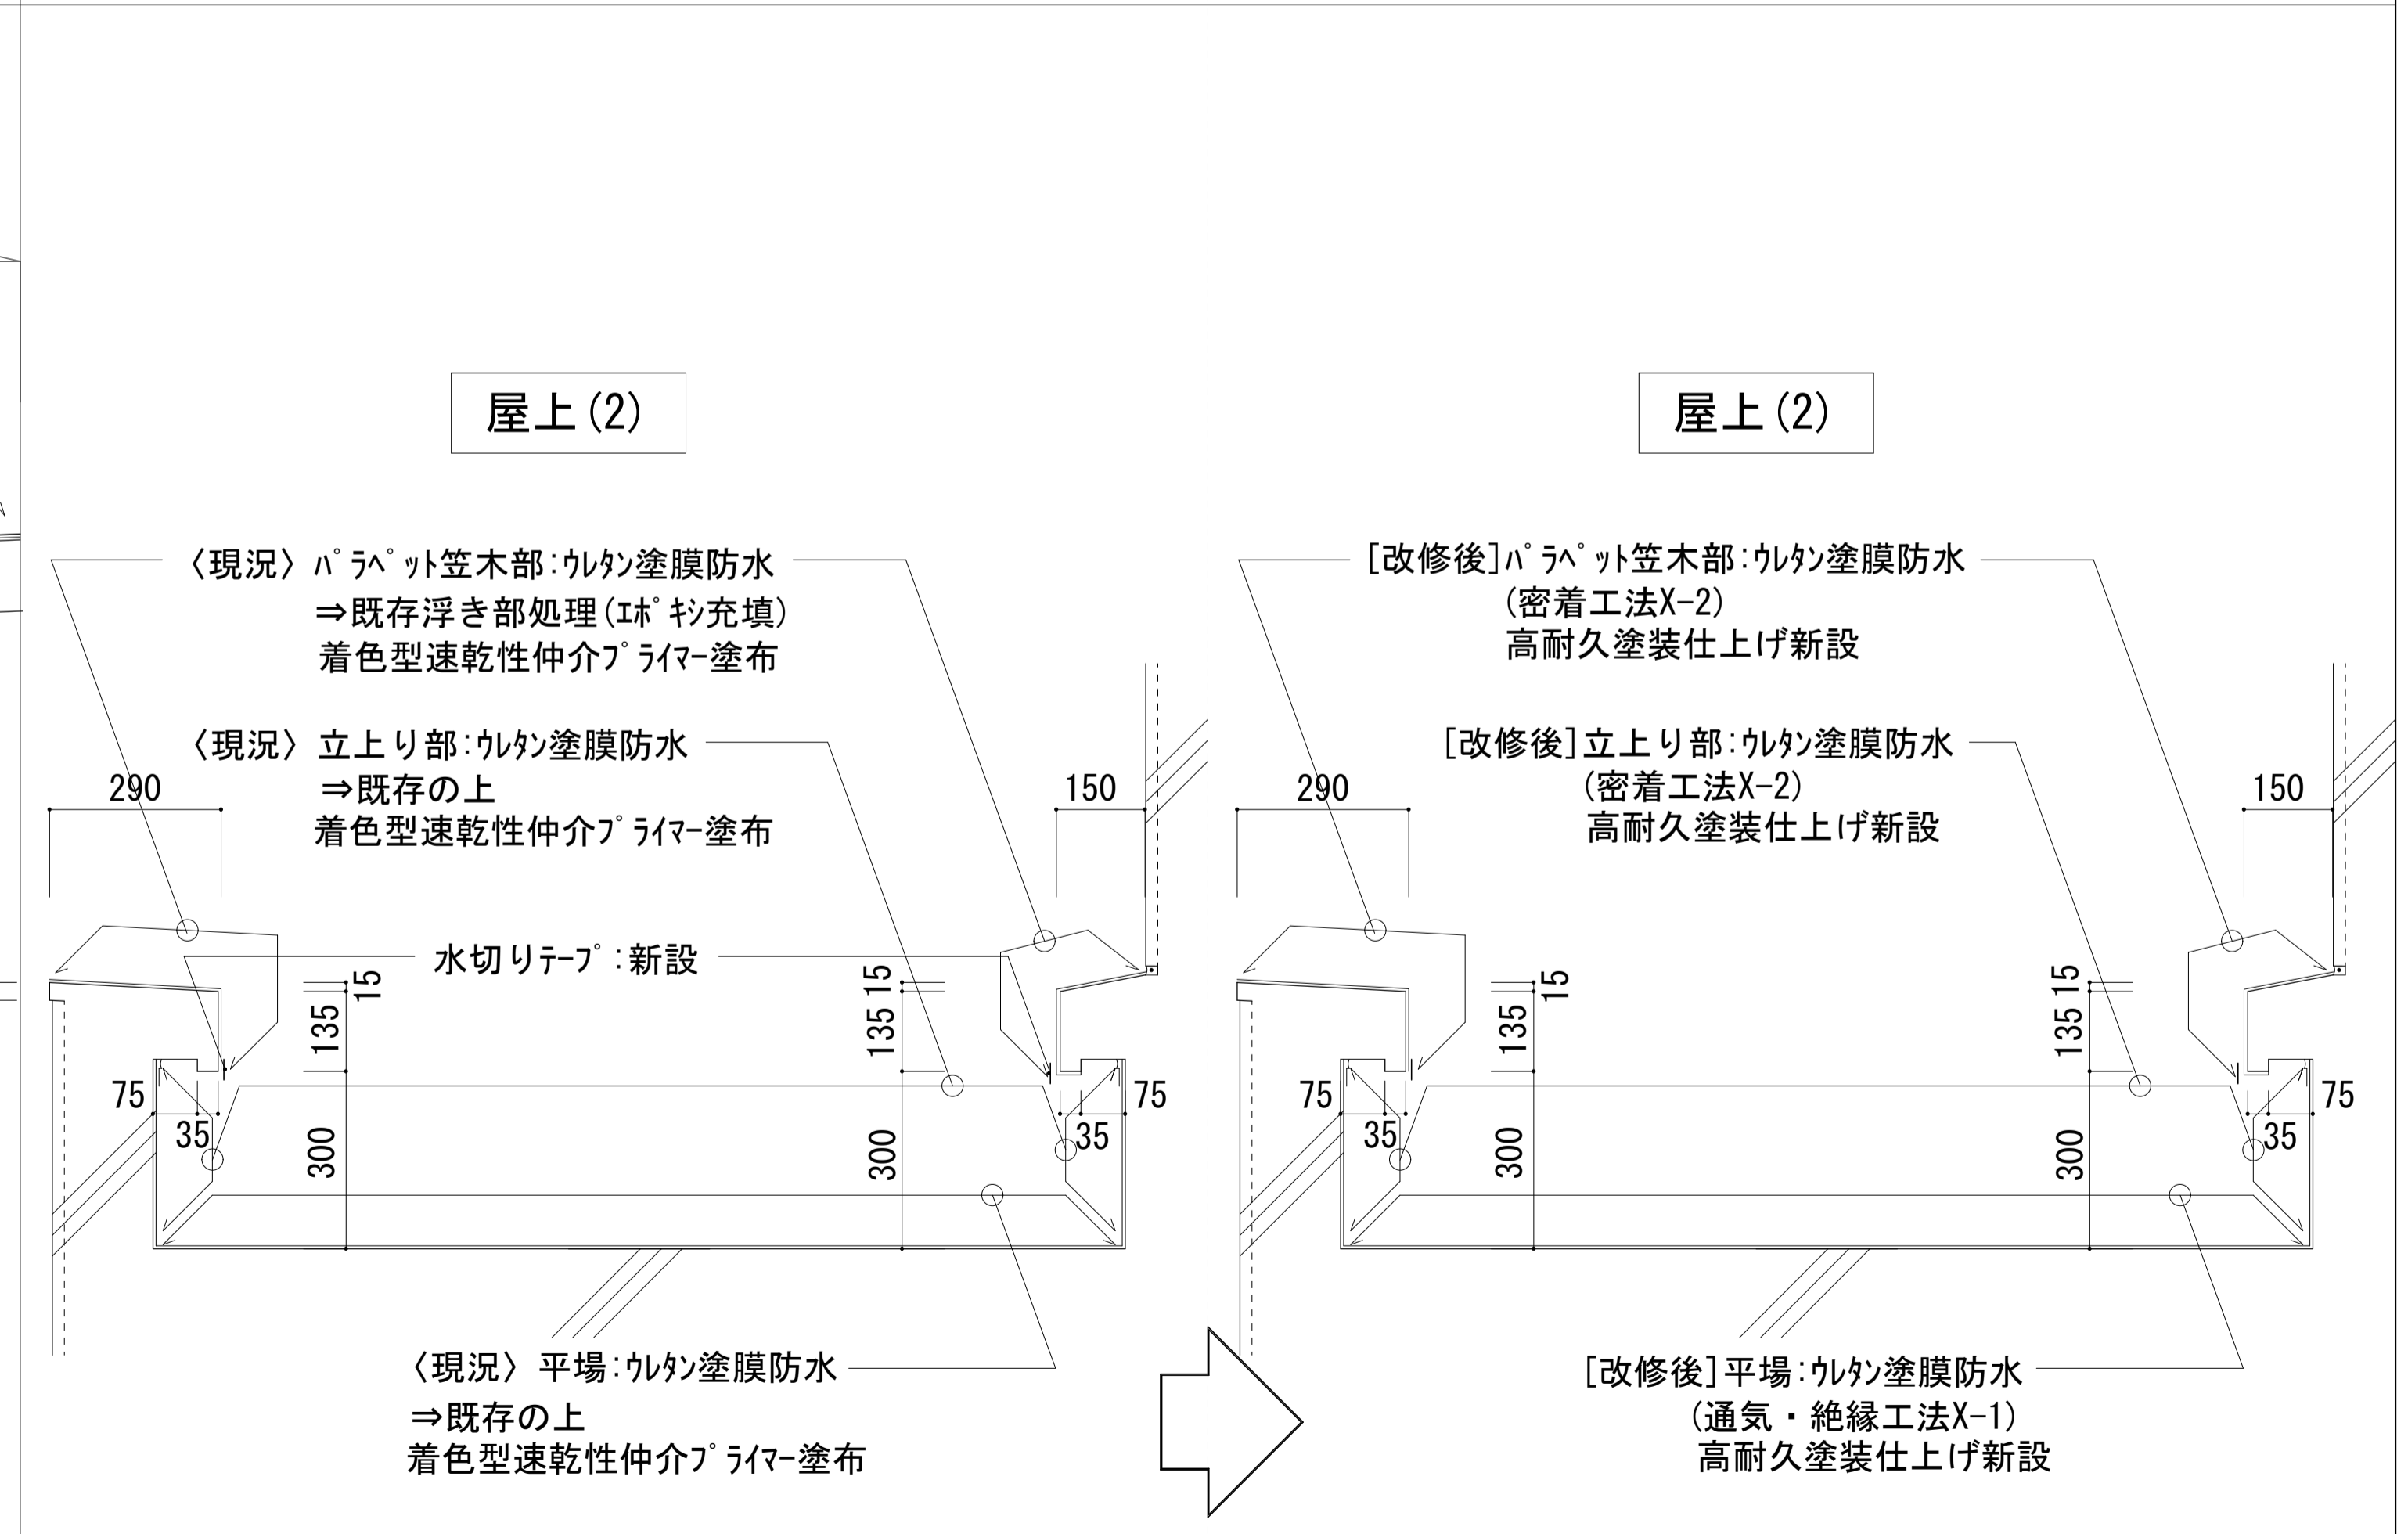 屋上(2)
〈現況〉ﾊﾟﾗﾍﾟｯﾄ笠木部:ｳﾚﾀﾝ塗膜防水
⇒既存浮き部処理(ｴﾎﾟｷｼ充填)
着色型速乾性仲介ﾌﾟﾗｲﾏｰ塗布
〈現況〉立上り部:ｳﾚﾀﾝ塗膜防水
⇒既存の上
着色型速乾性仲介ﾌﾟﾗｲﾏｰ塗布
290
150
水切りﾃｰﾌﾟ:新設
15
135
15
135
75
35
300
300
35
75
〈現況〉平場:ｳﾚﾀﾝ塗膜防水
⇒既存の上
着色型速乾性仲介ﾌﾟﾗｲﾏｰ塗布
屋上(2)
[改修後]ﾊﾟﾗﾍﾟｯﾄ笠木部:ｳﾚﾀﾝ塗膜防水
(密着工法X-2)
高耐久塗装仕上げ新設
[改修後]立上り部:ｳﾚﾀﾝ塗膜防水
(密着工法X-2)
高耐久塗装仕上げ新設
290
150
15
135
15
135
75
35
300
300
35
75
[改修後]平場:ｳﾚﾀﾝ塗膜防水
(通気・絶縁工法X-1)
高耐久塗装仕上げ新設